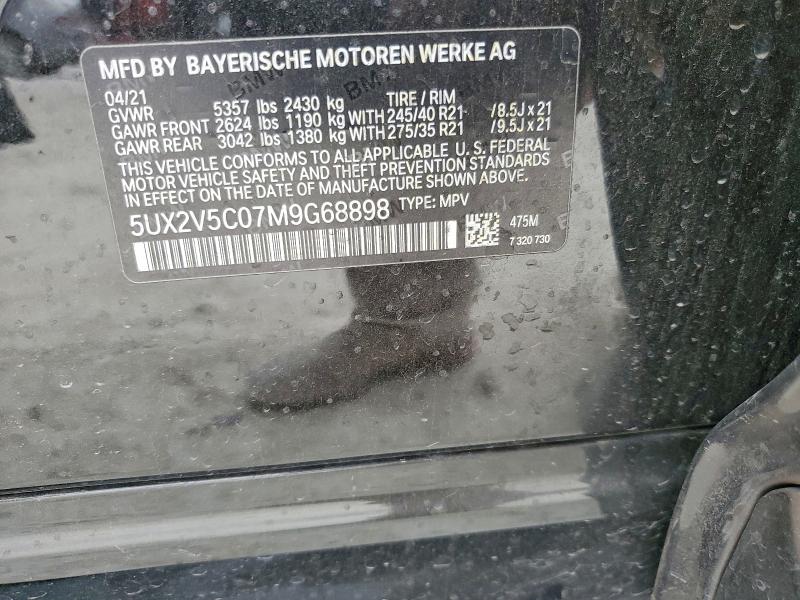 MFD BY BAYERISCHE MOTOREN WERKE AG
04/21 TIRE / RIM
GVWR 5357 lbs 2430 kg
GAWR FRONT 2624 lbs 1190 kg WITH 245/40 R21 /8.5J x 21
GAWR REAR 3042 lbs 1380 kg WITH 275/35 R21 /9.5J x 21
THIS VEHICLE CONFORMS TO ALL APPLICABLE U. S. FEDERAL
MOTOR VEHICLE SAFETY AND THEFT PREVENTION STANDARDS
IN EFFECT ON THE DATE OF MANUFACTURE SHOWN ABOVE.
5UX2V5C07M9G68898 TYPE: MPV
475M
7 320 730